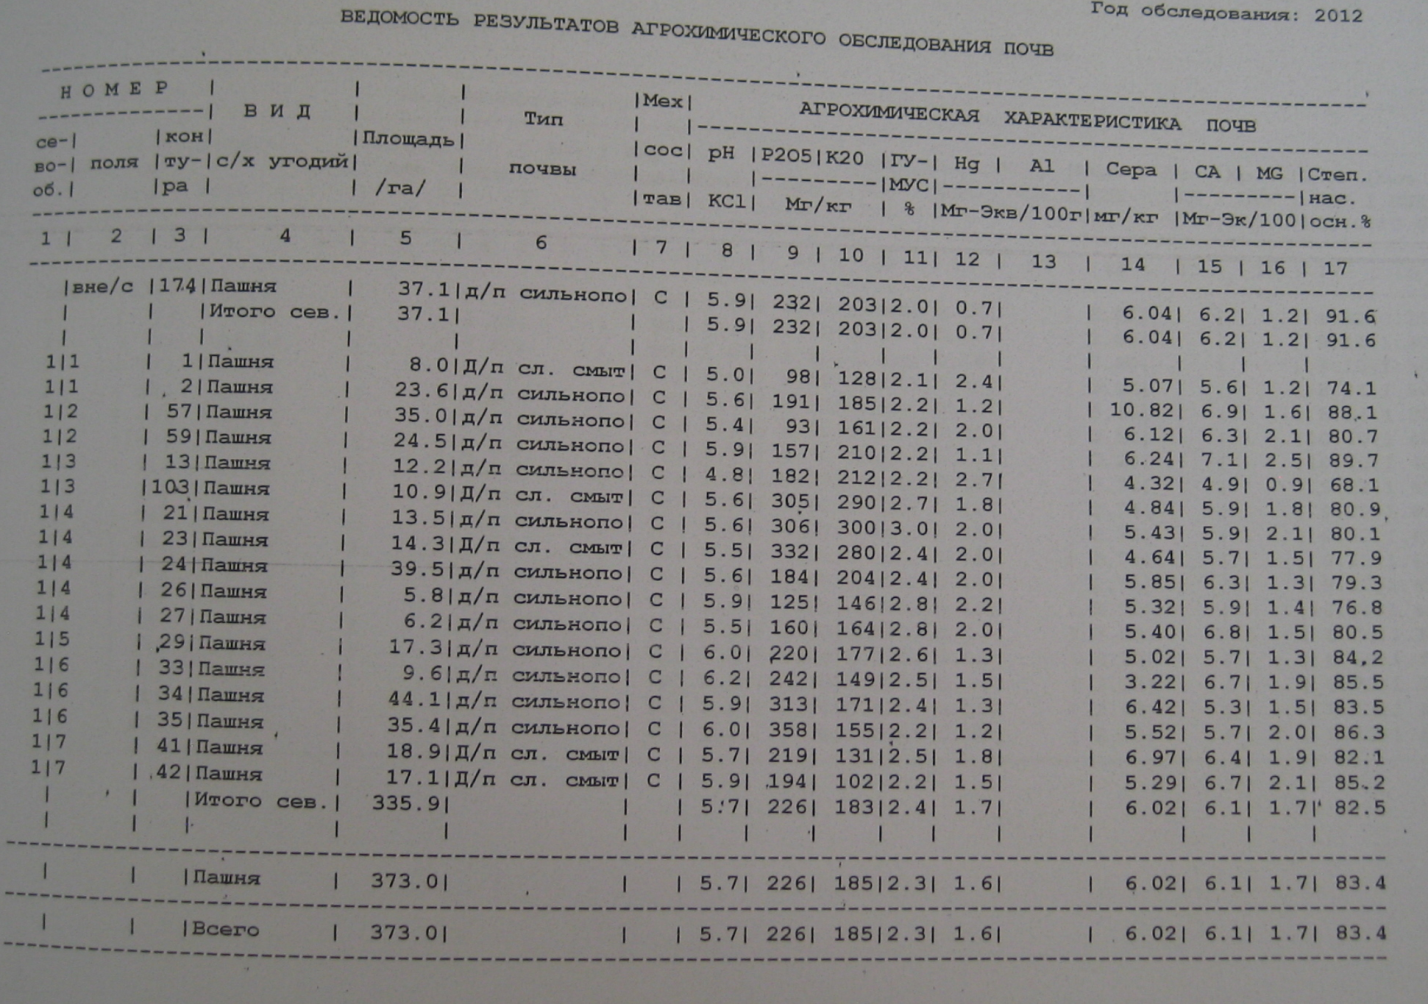 Год обследования: 2012
ВЕДОМОСТЬ РЕЗУЛЬТАТОВ АГРОХИМИЧЕСКОГО ОБСЛЕДОВАНИЯ ПОЧВ
Н О М Е Р | В И Д | Площадь | Тип | Мех | АГРОХИМИЧЕСКАЯ ХАРАКТЕРИСТИКА ПОЧВ
се- | | кон | | | | |
во- | поля | ту- | с/х угодий | | почвы | сос | pH | P2O5 | K20 | ГУ- | Hg | Al | Сера | CA | MG | Степ.
об. | | ра | | /га/ | | | | | | МУС | | | | | | нас.
тав | KCl | Мг/кг | % | Мг-Экв/100г | мг/кг | Мг-Эк/100 | осн.%
1 | 2 | 3 | 4 | 5 | 6 | 7 | 8 | 9 | 10 | 11 | 12 | 13 | 14 | 15 | 16 | 17
|вне/с |174|Пашня | 37.1|д/п сильнопо| С | 5.9| 232| 203|2.0| 0.7| | 6.04| 6.2| 1.2| 91.6
| | |Итого сев.| 37.1| | | 5.9| 232| 203|2.0| 0.7| | 6.04| 6.2| 1.2| 91.6
1|1 | 1|Пашня | 8.0|Д/п сл. смыт| С | 5.0| 98| 128|2.1| 2.4| | 5.07| 5.6| 1.2| 74.1
1|1 | 2|Пашня | 23.6|д/п сильнопо| С | 5.6| 191| 185|2.2| 1.2| | 10.82| 6.9| 1.6| 88.1
1|2 | 57|Пашня | 35.0|д/п сильнопо| С | 5.4| 93| 161|2.2| 2.0| | 6.12| 6.3| 2.1| 80.7
1|2 | 59|Пашня | 24.5|д/п сильнопо| С | 5.9| 157| 210|2.2| 1.1| | 6.24| 7.1| 2.5| 89.7
1|3 | 13|Пашня | 12.2|д/п сильнопо| С | 4.8| 182| 212|2.2| 2.7| | 4.32| 4.9| 0.9| 68.1
1|3 |103|Пашня | 10.9|Д/п сл. смыт| С | 5.6| 305| 290|2.7| 1.8| | 4.84| 5.9| 1.8| 80.9
1|4 | 21|Пашня | 13.5|д/п сильнопо| С | 5.6| 306| 300|3.0| 2.0| | 5.43| 5.9| 2.1| 80.1
1|4 | 23|Пашня | 14.3|Д/п сл. смыт| С | 5.5| 332| 280|2.4| 2.0| | 4.64| 5.7| 1.5| 77.9
1|4 | 24|Пашня | 39.5|д/п сильнопо| С | 5.6| 184| 204|2.4| 2.0| | 5.85| 6.3| 1.3| 79.3
1|4 | 26|Пашня | 5.8|д/п сильнопо| С | 5.9| 125| 146|2.8| 2.2| | 5.32| 5.9| 1.4| 76.8
1|4 | 27|Пашня | 6.2|д/п сильнопо| С | 5.5| 160| 164|2.8| 2.0| | 5.40| 6.8| 1.5| 80.5
1|5 | 29|Пашня | 17.3|д/п сильнопо| С | 6.0| 220| 177|2.6| 1.3| | 5.02| 5.7| 1.3| 84.2
1|6 | 33|Пашня | 9.6|д/п сильнопо| С | 6.2| 242| 149|2.5| 1.5| | 3.22| 6.7| 1.9| 85.5
1|6 | 34|Пашня | 44.1|д/п сильнопо| С | 5.9| 313| 171|2.4| 1.3| | 6.42| 5.3| 1.5| 83.5
1|6 | 35|Пашня | 35.4|д/п сильнопо| С | 6.0| 358| 155|2.2| 1.2| | 5.52| 5.7| 2.0| 86.3
1|7 | 41|Пашня | 18.9|Д/п сл. смыт| С | 5.7| 219| 131|2.5| 1.8| | 6.97| 6.4| 1.9| 82.1
1|7 | 42|Пашня | 17.1|Д/п сл. смыт| С | 5.9| 194| 102|2.2| 1.5| | 5.29| 6.7| 2.1| 85.2
| | |Итого сев.| 335.9| | | 5.7| 226| 183|2.4| 1.7| | 6.02| 6.1| 1.7| 82.5
| | |Пашня | 373.0| | | 5.7| 226| 185|2.3| 1.6| | 6.02| 6.1| 1.7| 83.4
| | |Всего | 373.0| | | 5.7| 226| 185|2.3| 1.6| | 6.02| 6.1| 1.7| 83.4